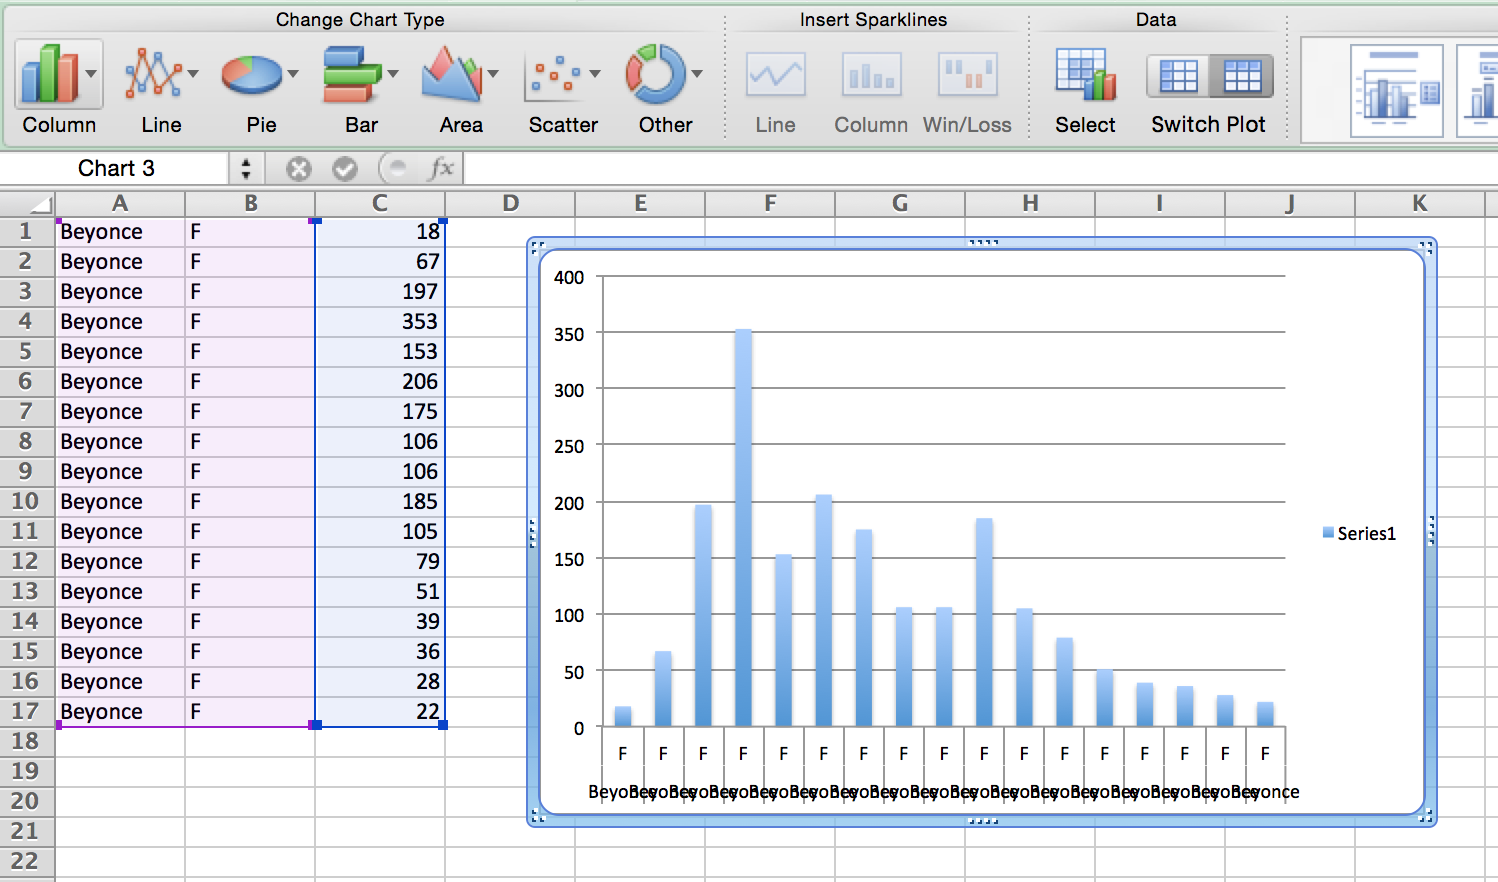 Change Chart Type Insert Sparklines Data
Column Line Pie Bar Area Scatter Other Line Column Win/Loss Select Switch Plot
Chart 3 fx
A B C D E F G H I J K
1 Beyonce F 18
2 Beyonce F 67
3 Beyonce F 197
4 Beyonce F 353
5 Beyonce F 153
6 Beyonce F 206
7 Beyonce F 175
8 Beyonce F 106
9 Beyonce F 106
10 Beyonce F 185
11 Beyonce F 105
12 Beyonce F 79
13 Beyonce F 51
14 Beyonce F 39
15 Beyonce F 36
16 Beyonce F 28
17 Beyonce F 22
18
19
20
21
22
400
350
300
250
200
150
100
50
0
Series1
F F F F F F F F F F F F F F F F F